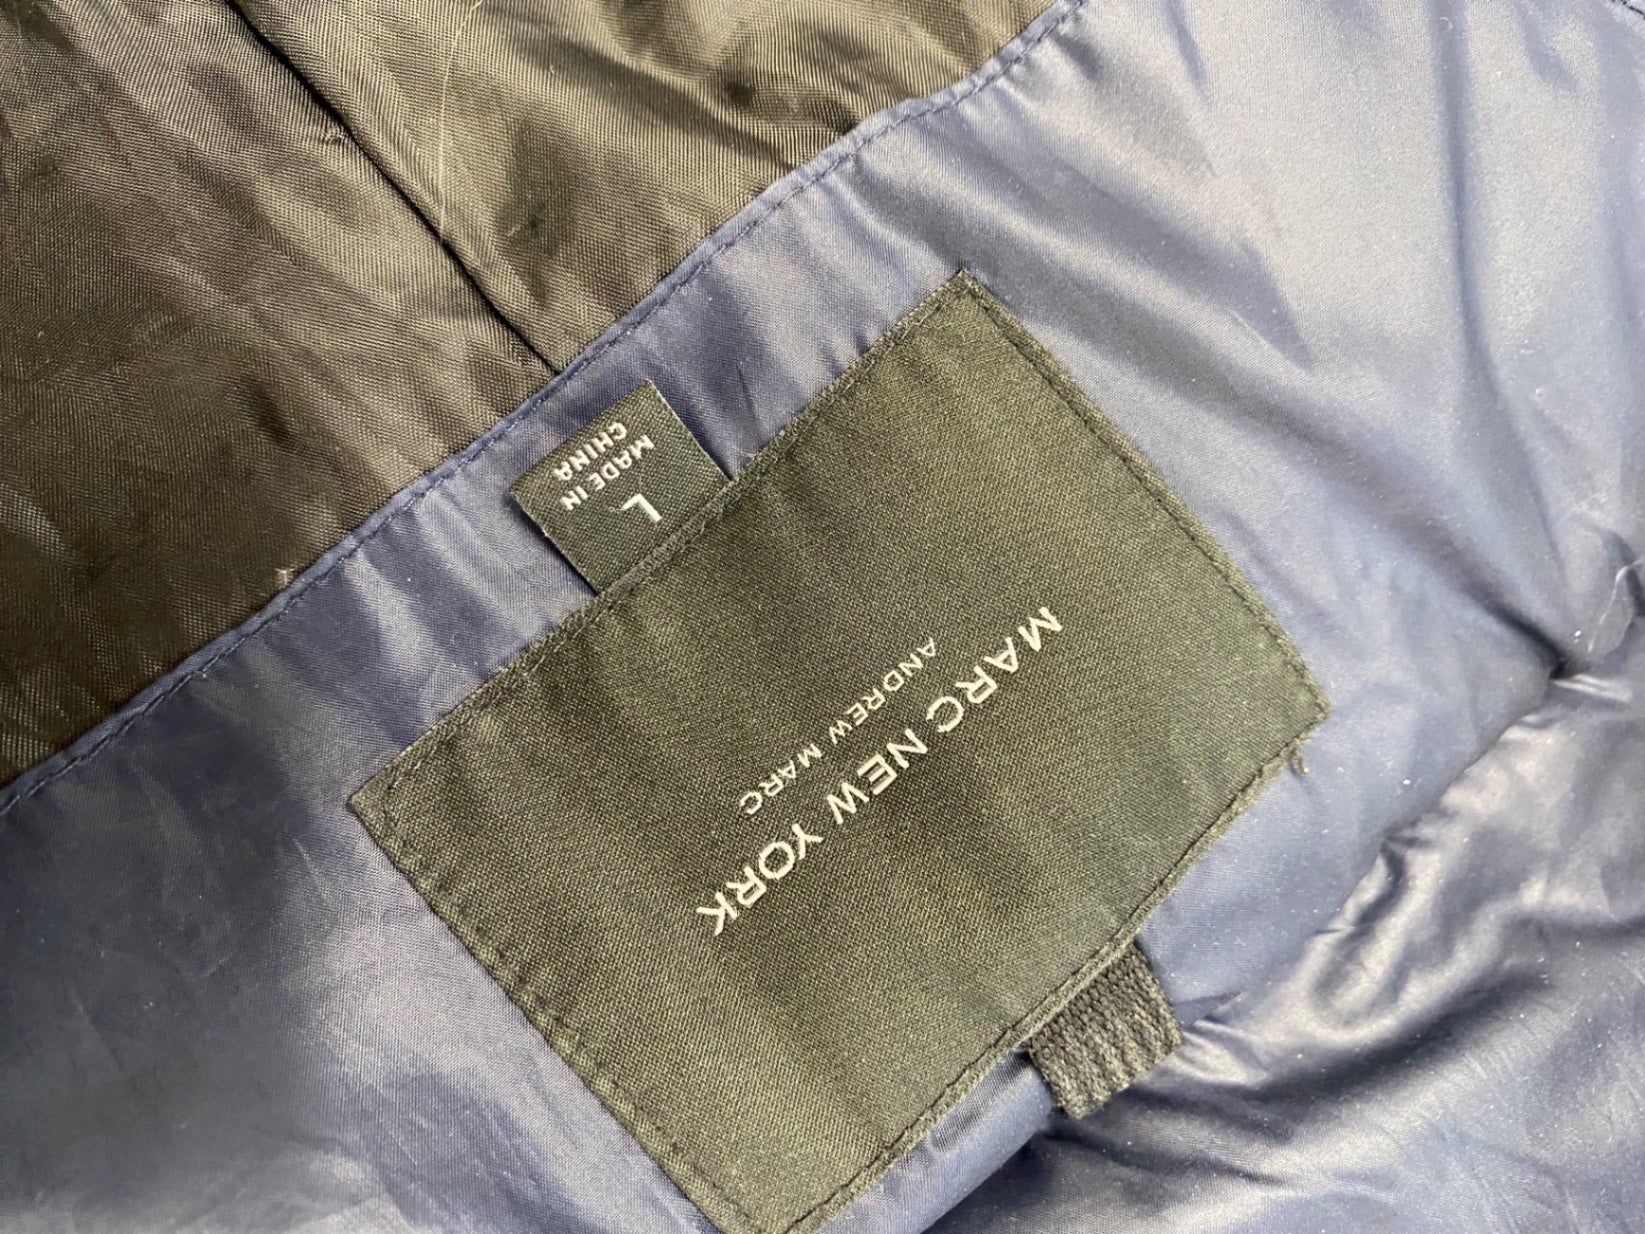 MARC NEW YORK
ANDREW MARC
L
MADE IN
CHINA